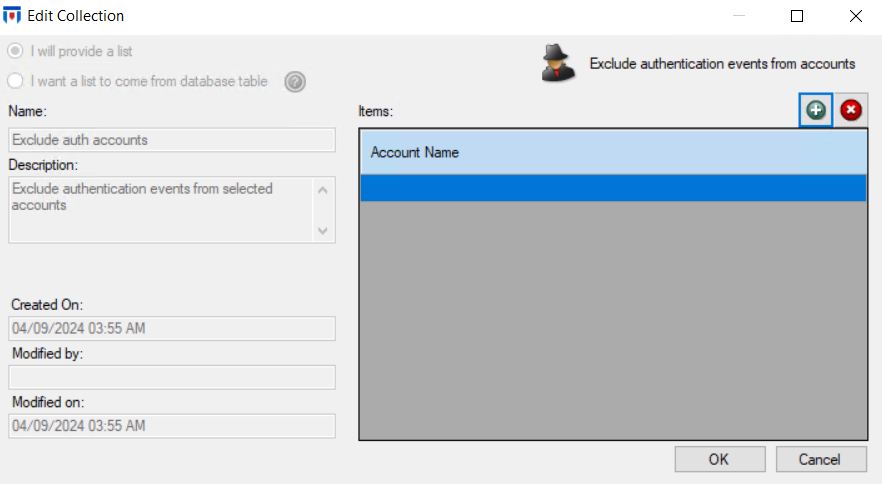 Edit Collection
I will provide a list
I want a list to come from database table
?
Exclude authentication events from accounts
Name:
Exclude auth accounts
Description:
Exclude authentication events from selected
accounts
Created On:
04/09/2024 03:55 AM
Modified by:
Modified on:
04/09/2024 03:55 AM
Items:
Account Name
OK
Cancel